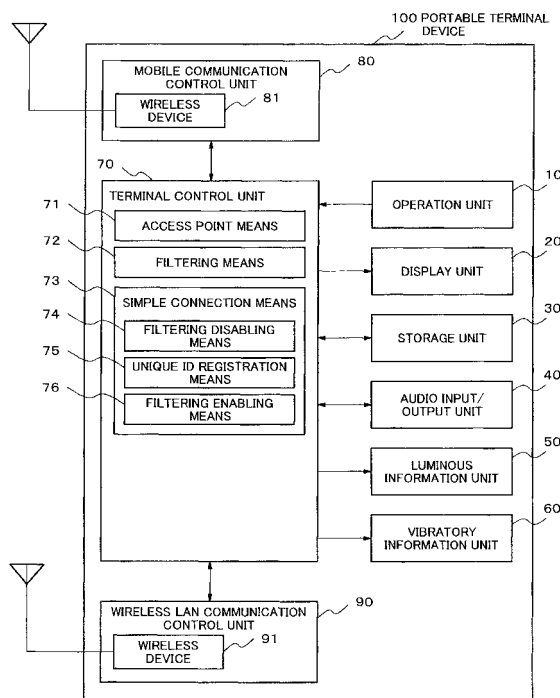 100 PORTABLE TERMINAL
DEVICE
MOBILE COMMUNICATION
CONTROL UNIT
80
WIRELESS
DEVICE
81
70
TERMINAL CONTROL UNIT
71
ACCESS POINT MEANS
72
FILTERING MEANS
73
SIMPLE CONNECTION MEANS
74
FILTERING DISABLING
MEANS
75
UNIQUE ID REGISTRATION
MEANS
76
FILTERING ENABLING
MEANS
10
OPERATION UNIT
20
DISPLAY UNIT
30
STORAGE UNIT
40
AUDIO INPUT/
OUTPUT UNIT
50
LUMINOUS
INFORMATION UNIT
60
VIBRATORY
INFORMATION UNIT
WIRELESS LAN COMMUNICATION
CONTROL UNIT
90
WIRELESS
DEVICE
91